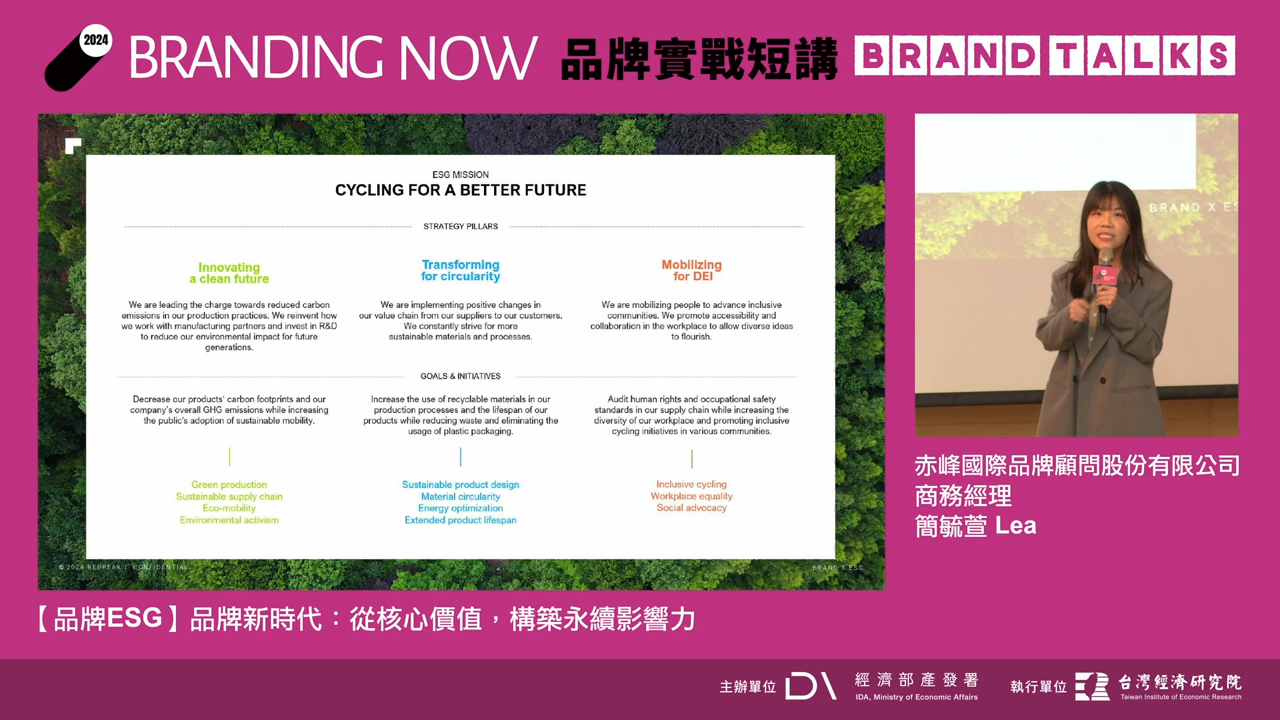 2024
BRANDING NOW 品牌實戰短講 BRAND TALKS
ESG MISSION
CYCLING FOR A BETTER FUTURE
STRATEGY PILLARS
Innovating
a clean future
We are leading the charge towards reduced carbon
emissions in our production practices. We reinvent how
we work with manufacturing partners and invest in R&D
to reduce our environmental impact for future
generations.
Transforming
for circularity
We are implementing positive changes in
our value chain from our suppliers to our customers.
We constantly strive for more
sustainable materials and processes.
Mobilizing
for DEI
We are mobilizing people to advance inclusive
communities. We promote accessibility and
collaboration in the workplace to allow diverse ideas
to flourish.
GOALS & INITIATIVES
Decrease our products' carbon footprints and our
company's overall GHG emissions while increasing
the public's adoption of sustainable mobility.
Increase the use of recyclable materials in our
production processes and the lifespan of our
products while reducing waste and eliminating the
usage of plastic packaging.
Audit human rights and occupational safety
standards in our supply chain while increasing the
diversity of our workplace and promoting inclusive
cycling initiatives in various communities.
Green production
Sustainable supply chain
Eco-mobility
Environmental activism
Sustainable product design
Material circularity
Energy optimization
Extended product lifespan
Inclusive cycling
Workplace equality
Social advocacy
© 2024 REDPEAK | CONFIDENTIAL
BRAND X ESG
BRAND X ES
赤峰國際品牌顧問股份有限公司
商務經理
簡毓萱 Lea
【品牌ESG】品牌新時代：從核心價值，構築永續影響力
主辦單位 IDA 經濟部產發署
IDA, Ministry of Economic Affairs
執行單位 台灣經濟研究院
Taiwan Institute of Economic Research